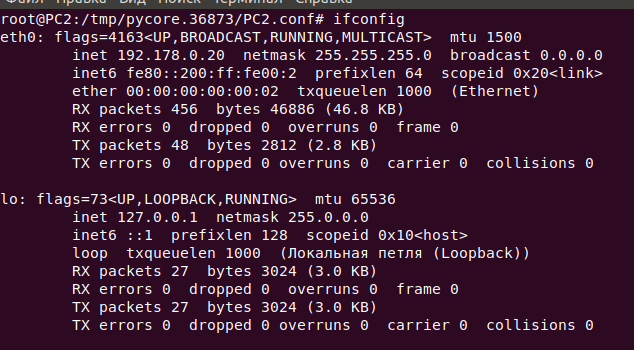 Файл Правка Вид Поиск Терминал Справка
root@PC2:/tmp/pycore.36873/PC2.conf# ifconfig
eth0: flags=4163<UP,BROADCAST,RUNNING,MULTICAST>  mtu 1500
        inet 192.178.0.20  netmask 255.255.255.0  broadcast 0.0.0.0
        inet6 fe80::200:ff:fe00:2  prefixlen 64  scopeid 0x20<link>
        ether 00:00:00:00:00:02  txqueuelen 1000  (Ethernet)
        RX packets 456  bytes 46886 (46.8 KB)
        RX errors 0  dropped 0  overruns 0  frame 0
        TX packets 48  bytes 2812 (2.8 KB)
        TX errors 0  dropped 0 overruns 0  carrier 0  collisions 0

lo: flags=73<UP,LOOPBACK,RUNNING>  mtu 65536
        inet 127.0.0.1  netmask 255.0.0.0
        inet6 ::1  prefixlen 128  scopeid 0x10<host>
        loop  txqueuelen 1000  (Локальная петля (Loopback))
        RX packets 27  bytes 3024 (3.0 KB)
        RX errors 0  dropped 0  overruns 0  frame 0
        TX packets 27  bytes 3024 (3.0 KB)
        TX errors 0  dropped 0 overruns 0  carrier 0  collisions 0